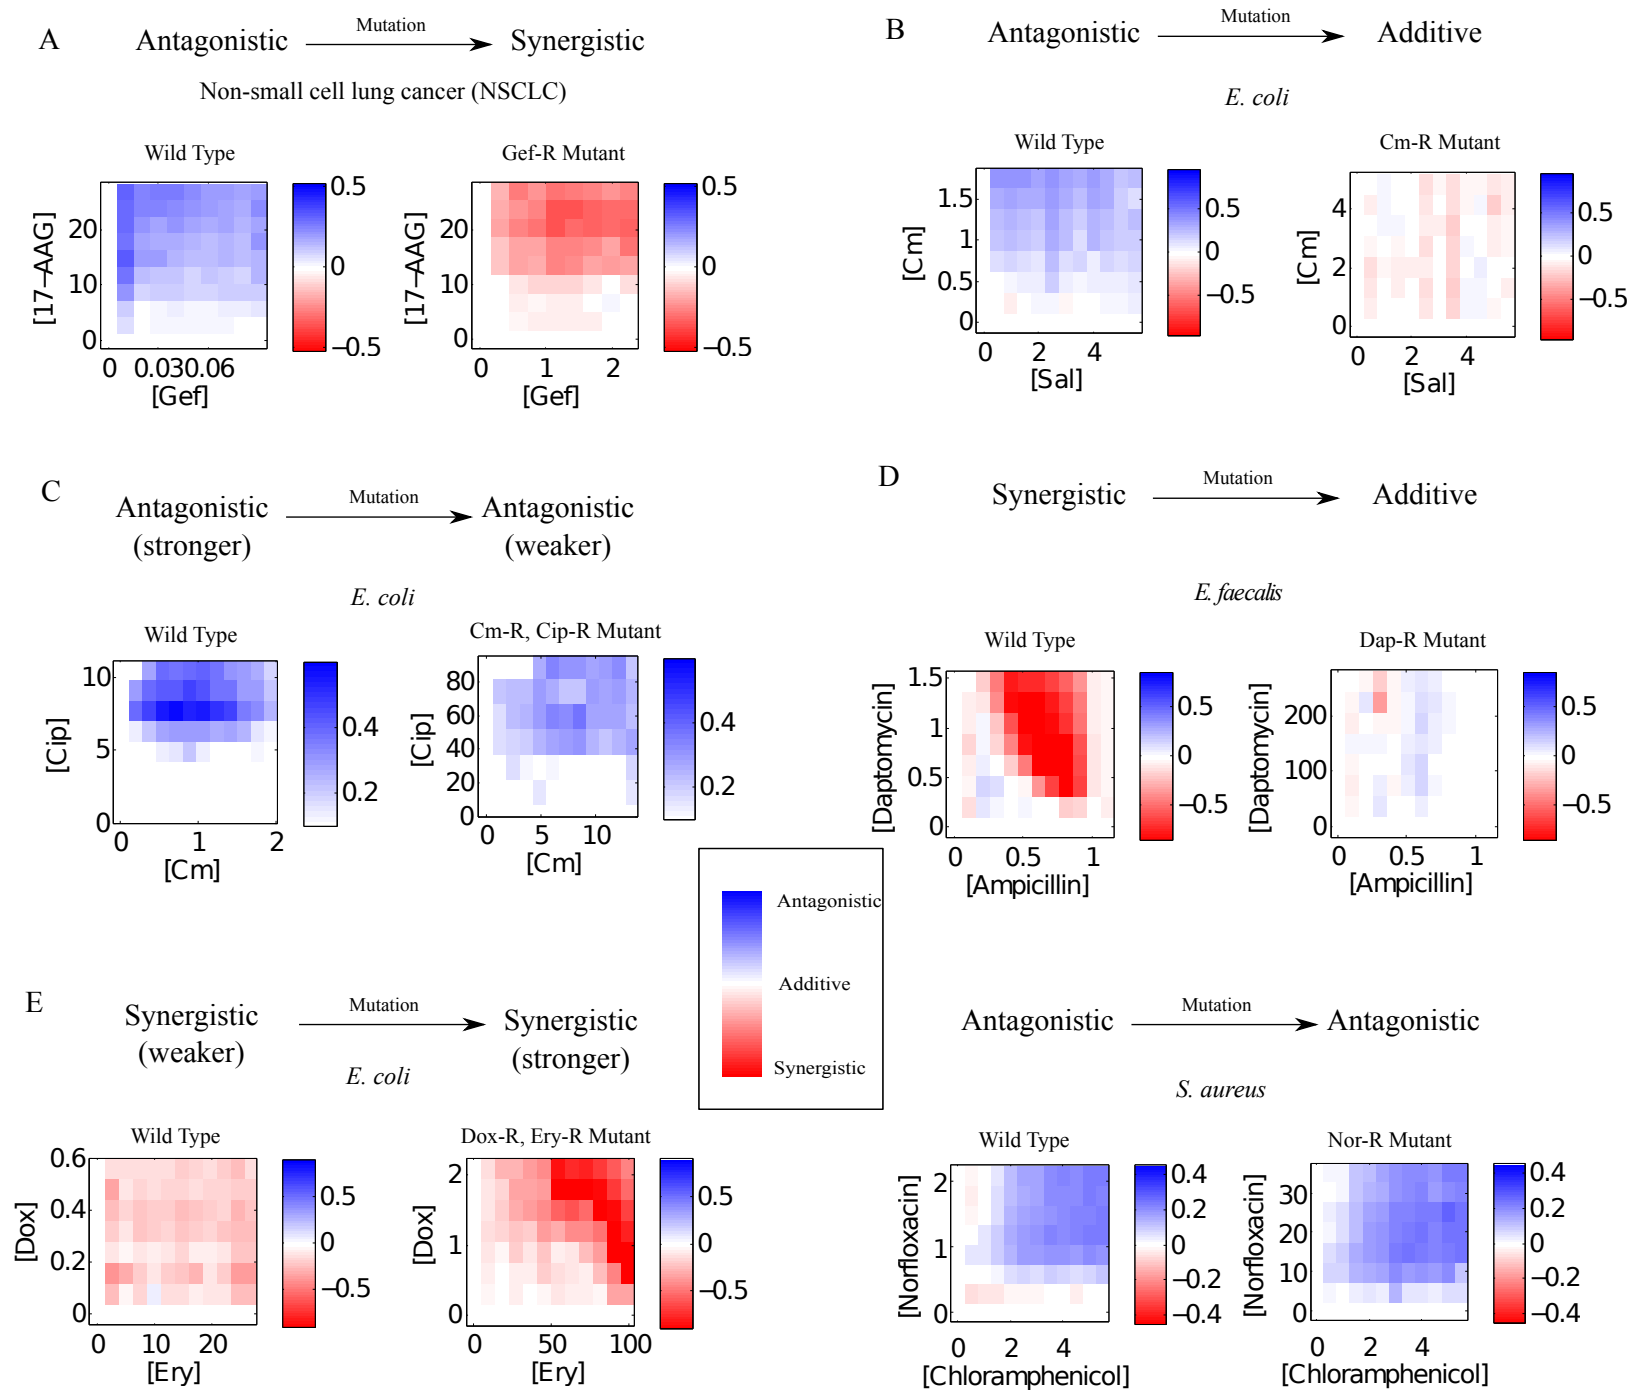 A
Antagonistic
Mutation
Synergistic
Non-small cell lung cancer (NSCLC)
Wild Type
20
10
0
[17–AAG]
0
0.03
0.06
[Gef]
0.5
0
−0.5
Gef-R Mutant
20
10
0
[17–AAG]
0
1
2
[Gef]
0.5
0
−0.5
B
Antagonistic
Mutation
Additive
E. coli
Wild Type
1.5
1
0.5
0
[Cm]
0
2
4
[Sal]
0.5
0
−0.5
Cm-R Mutant
4
2
0
[Cm]
0
2
4
[Sal]
0.5
0
−0.5
C
Antagonistic
(stronger)
Mutation
Antagonistic
(weaker)
E. coli
Wild Type
10
5
0
[Cip]
0
1
2
[Cm]
0.4
0.2
Cm-R, Cip-R Mutant
80
60
40
20
0
[Cip]
0
5
10
[Cm]
0.4
0.2
D
Synergistic
Mutation
Additive
E. faecalis
Wild Type
1.5
1
0.5
0
[Daptomycin]
0
0.5
1
[Ampicillin]
0.5
0
−0.5
Dap-R Mutant
200
100
0
[Daptomycin]
0
0.5
1
[Ampicillin]
0.5
0
−0.5
Antagonistic
Additive
Synergistic
E
Synergistic
(weaker)
Mutation
Synergistic
(stronger)
E. coli
Wild Type
0.6
0.4
0.2
0
[Dox]
0
10
20
[Ery]
0.5
0
−0.5
Dox-R, Ery-R Mutant
2
1
0
[Dox]
0
50
100
[Ery]
0.5
0
−0.5
Antagonistic
Mutation
Antagonistic
S. aureus
Wild Type
2
1
0
[Norfloxacin]
0
2
4
[Chloramphenicol]
0.4
0.2
0
−0.2
−0.4
Nor-R Mutant
30
20
10
0
[Norfloxacin]
0
2
4
[Chloramphenicol]
0.4
0.2
0
−0.2
−0.4